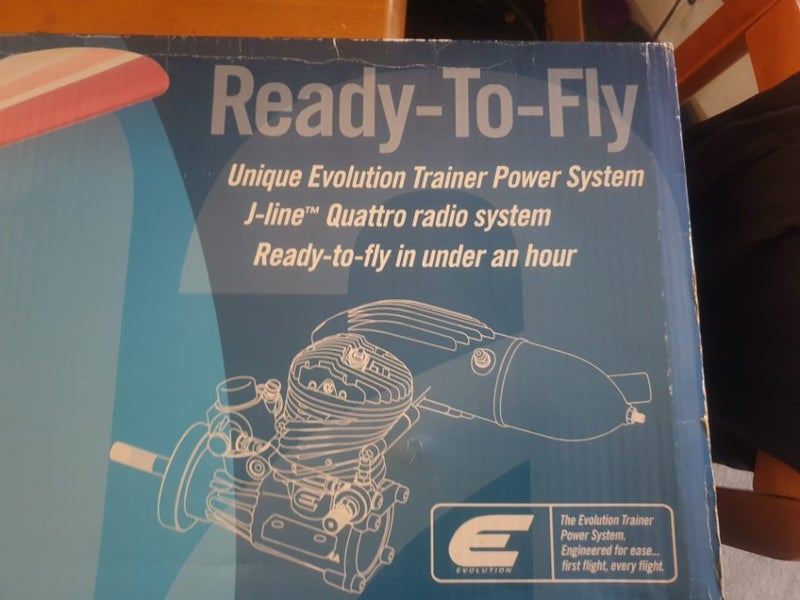 Ready-To-Fly
Unique Evolution Trainer Power System
J-line™ Quattro radio system
Ready-to-fly in under an hour
E
EVOLUTION
The Evolution Trainer
Power System.
Engineered for ease...
first flight, every flight.